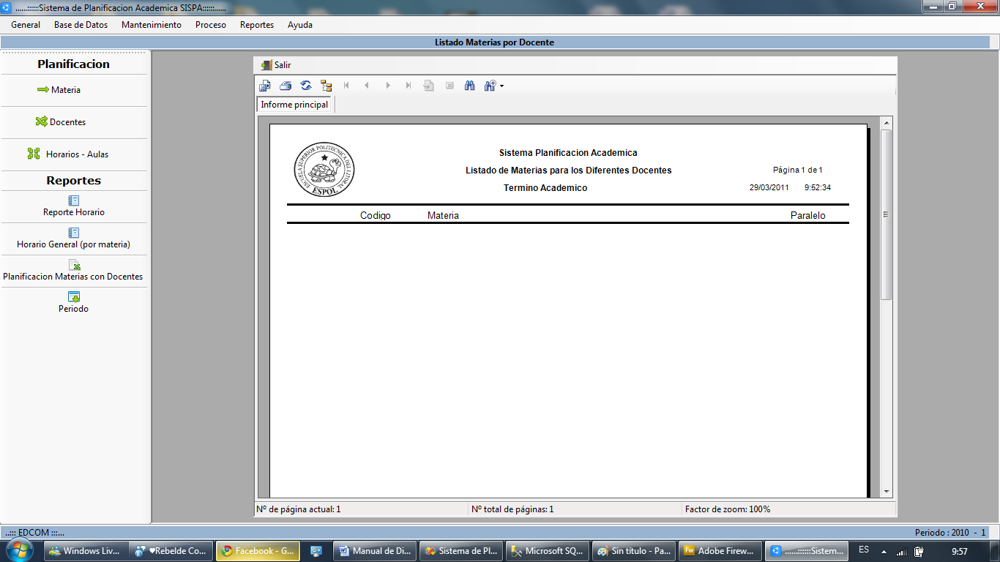 ......::::::Sistema de Planificacion Academica SISPA::::::......
General Base de Datos Mantenimiento Proceso Reportes Ayuda
Listado Materias por Docente
Planificacion
Materia
Docentes
Horarios - Aulas
Reportes
Reporte Horario
Horario General (por materia)
Planificacion Materias con Docentes
Periodo
Salir
Informe principal
ESCUELA SUPERIOR POLITECNICA DEL LITORAL
ESPOL
Sistema Planificacion Academica
Listado de Materias para los Diferentes Docentes
Página 1 de 1
Termino Academico
29/03/2011 9:52:34
Codigo Materia Paralelo
Nº de página actual: 1 Nº total de páginas: 1 Factor de zoom: 100%
..::: EDCOM :::... Periodo : 2010 - 1
Windows Liv... ♥Rebelde Co... Facebook - G... Manual de Di... Sistema de Pl... Microsoft SQ... Sin título - Pa... Adobe Firew... ......::::::Sistem... ES 9:57